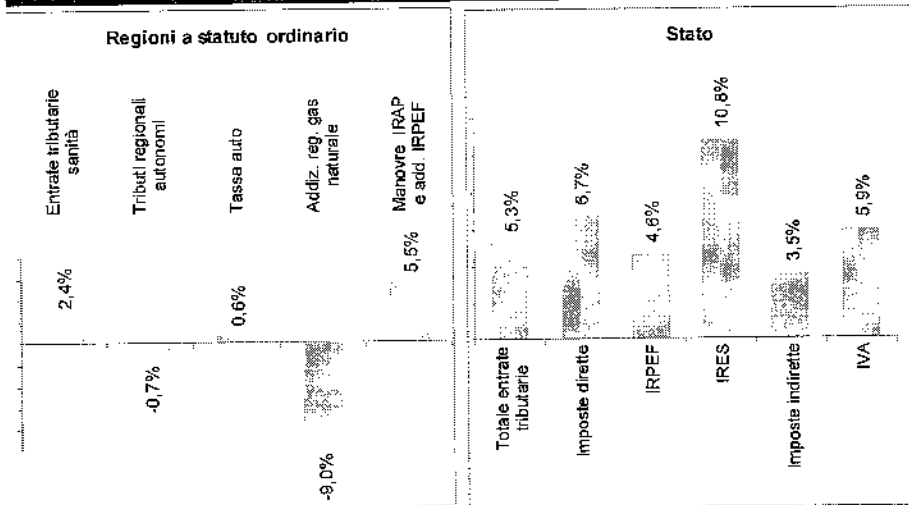 Regioni a statuto ordinario
Entrate tributarie
sanità
Tributi regionali
autonomi
Tassa auto
Addiz. reg. gas
naturale
Manovre IRAP
e add. IRPEF
2,4%
-0,7%
0,6%
-9,0%
5,5%
Stato
5,3%
6,7%
4,6%
10,8%
3,5%
5,9%
Totale entrate
tributarie
Imposte dirette
IRPEF
IRES
Imposte indirette
IVA